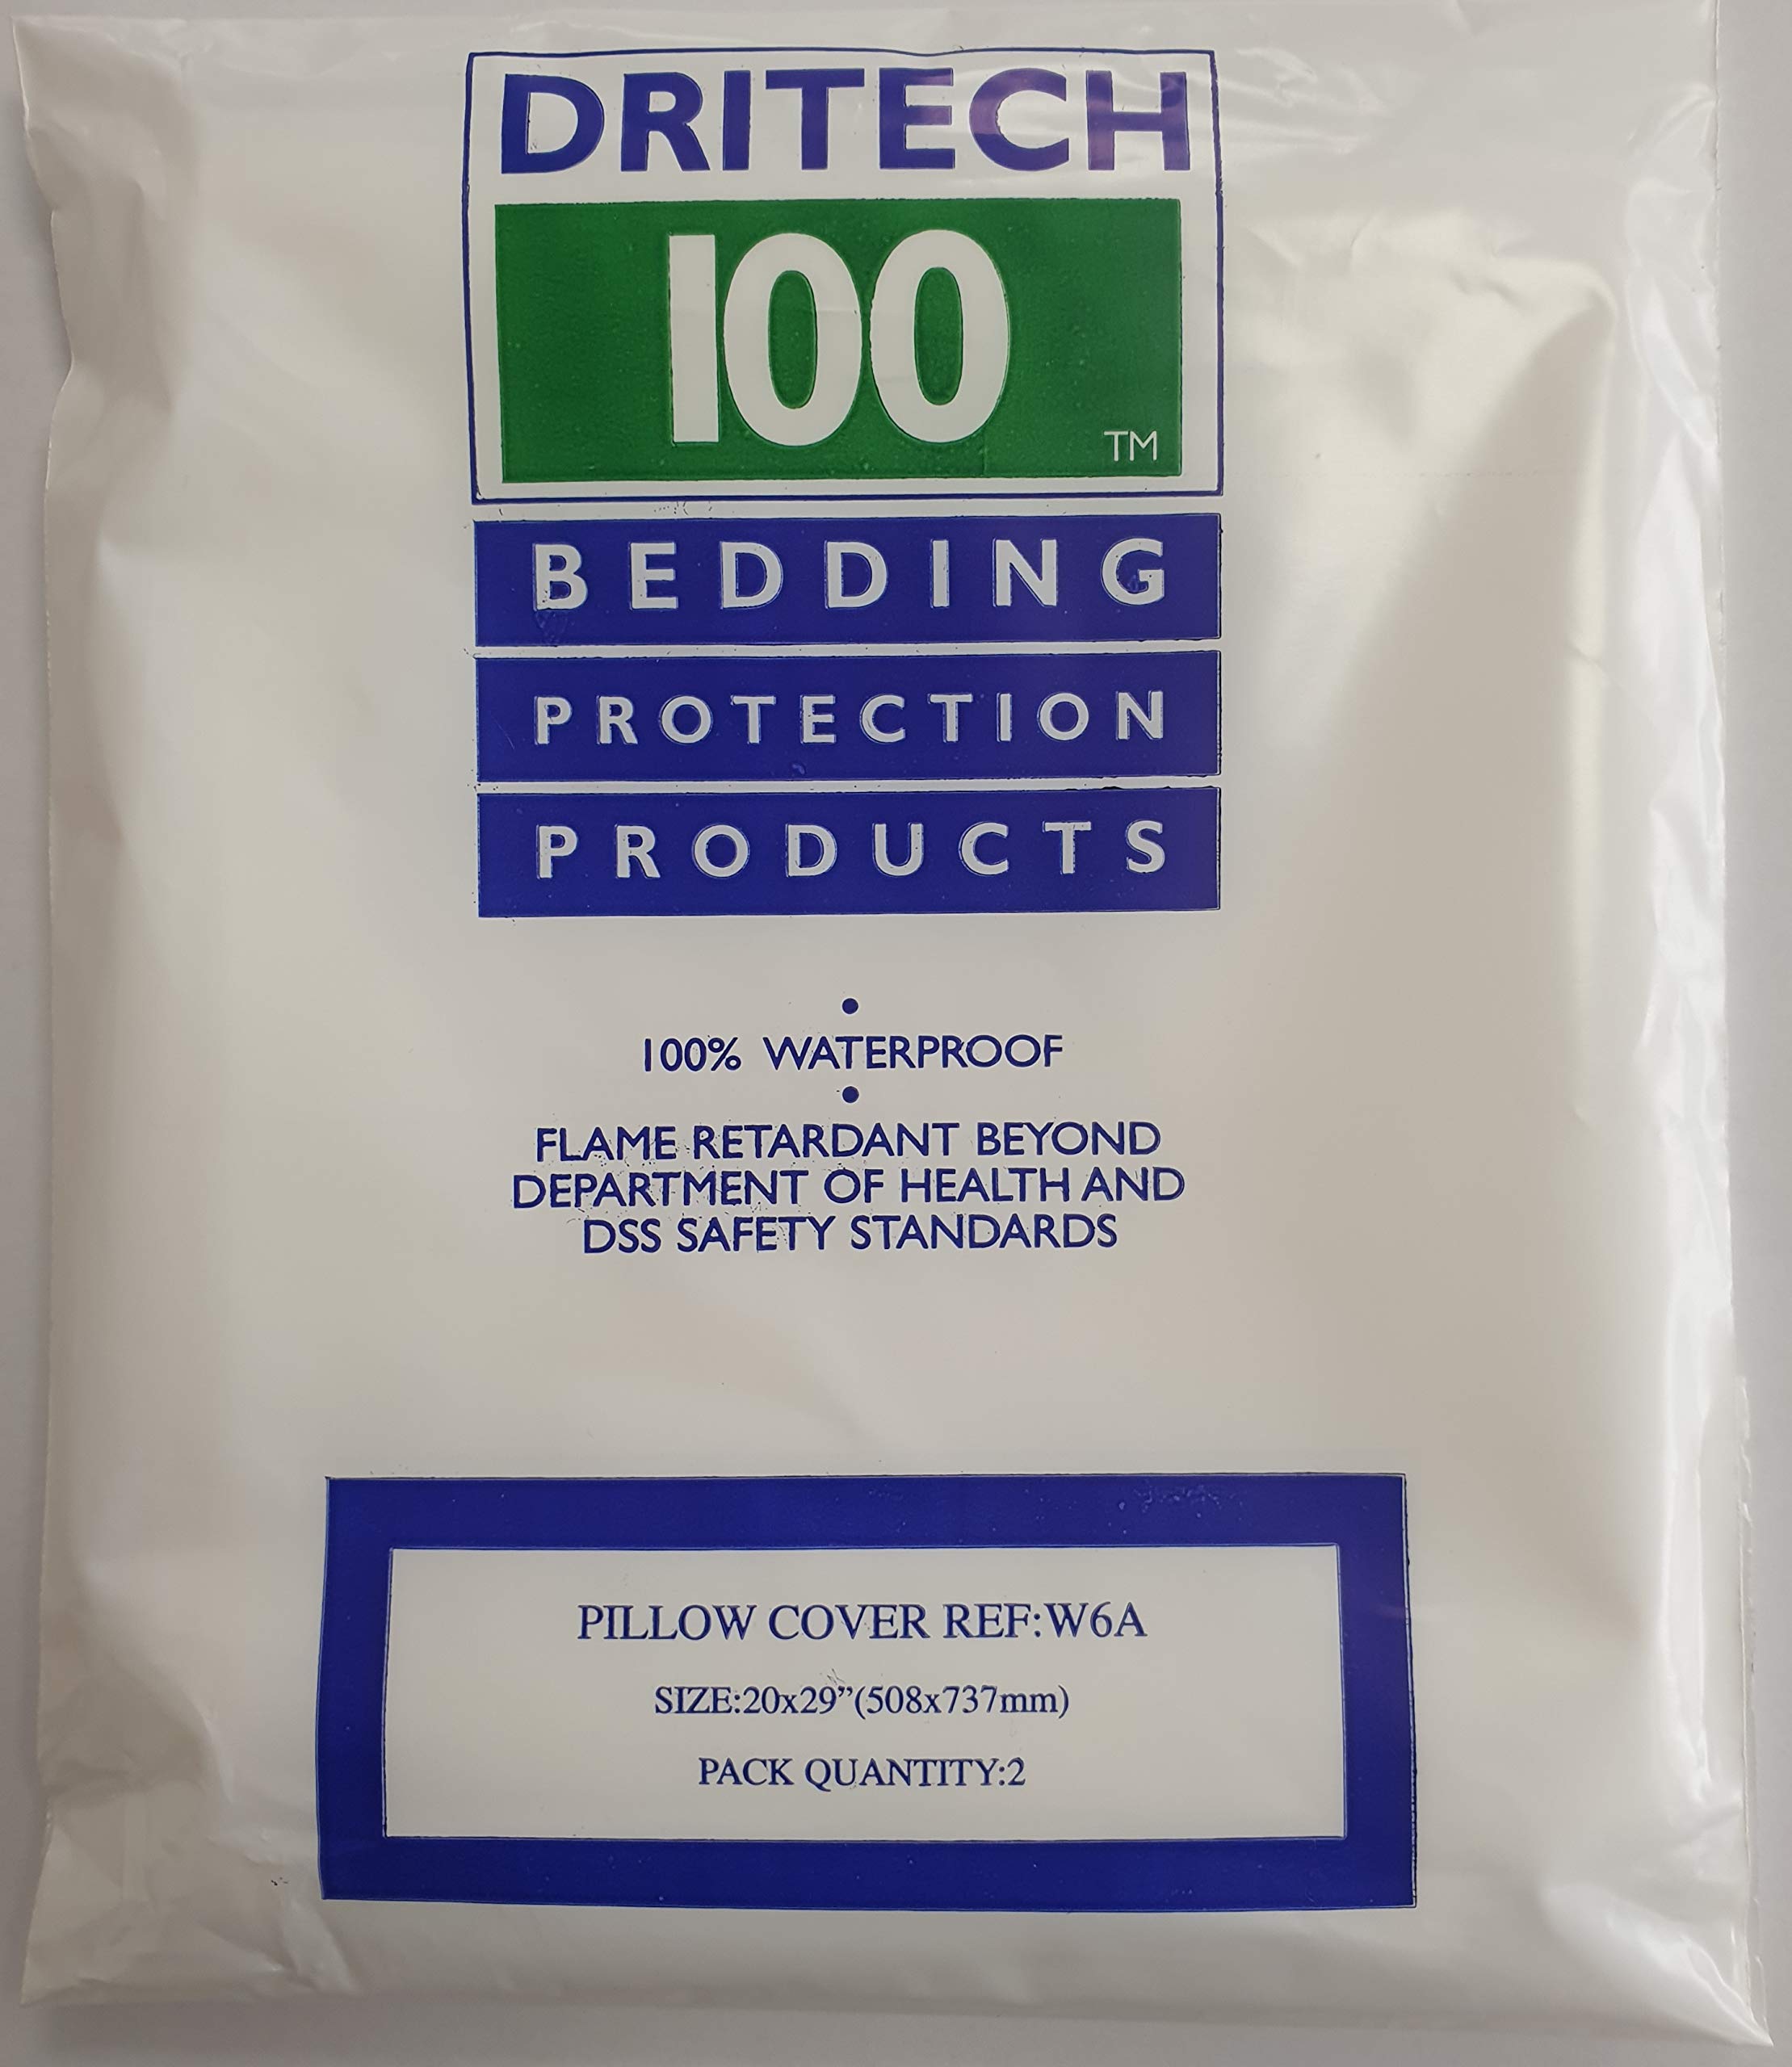 DRITECH
100
TM
BEDDING
PROTECTION
PRODUCTS
•
100% WATERPROOF
•
FLAME RETARDANT BEYOND
DEPARTMENT OF HEALTH AND
DSS SAFETY STANDARDS
PILLOW COVER REF:W6A
SIZE:20x29”(508x737mm)
PACK QUANTITY:2